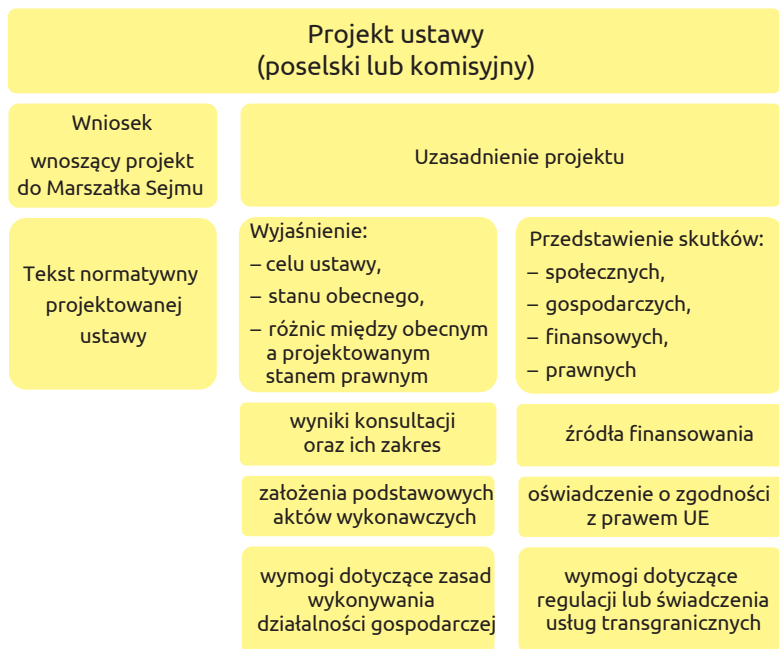 Projekt ustawy
(poselski lub komisyjny)
Wniosek
wnoszący projekt
do Marszałka Sejmu
Uzasadnienie projektu
Tekst normatywny
projektowanej
ustawy
Wyjaśnienie:
– celu ustawy,
– stanu obecnego,
– różnic między obecnym
a projektowanym
stanem prawnym
Przedstawienie skutków:
– społecznych,
– gospodarczych,
– finansowych,
– prawnych
wyniki konsultacji
oraz ich zakres
źródła finansowania
założenia podstawowych
aktów wykonawczych
oświadczenie o zgodności
z prawem UE
wymogi dotyczące zasad
wykonywania
działalności gospodarczej
wymogi dotyczące
regulacji lub świadczenia
usług transgranicznych